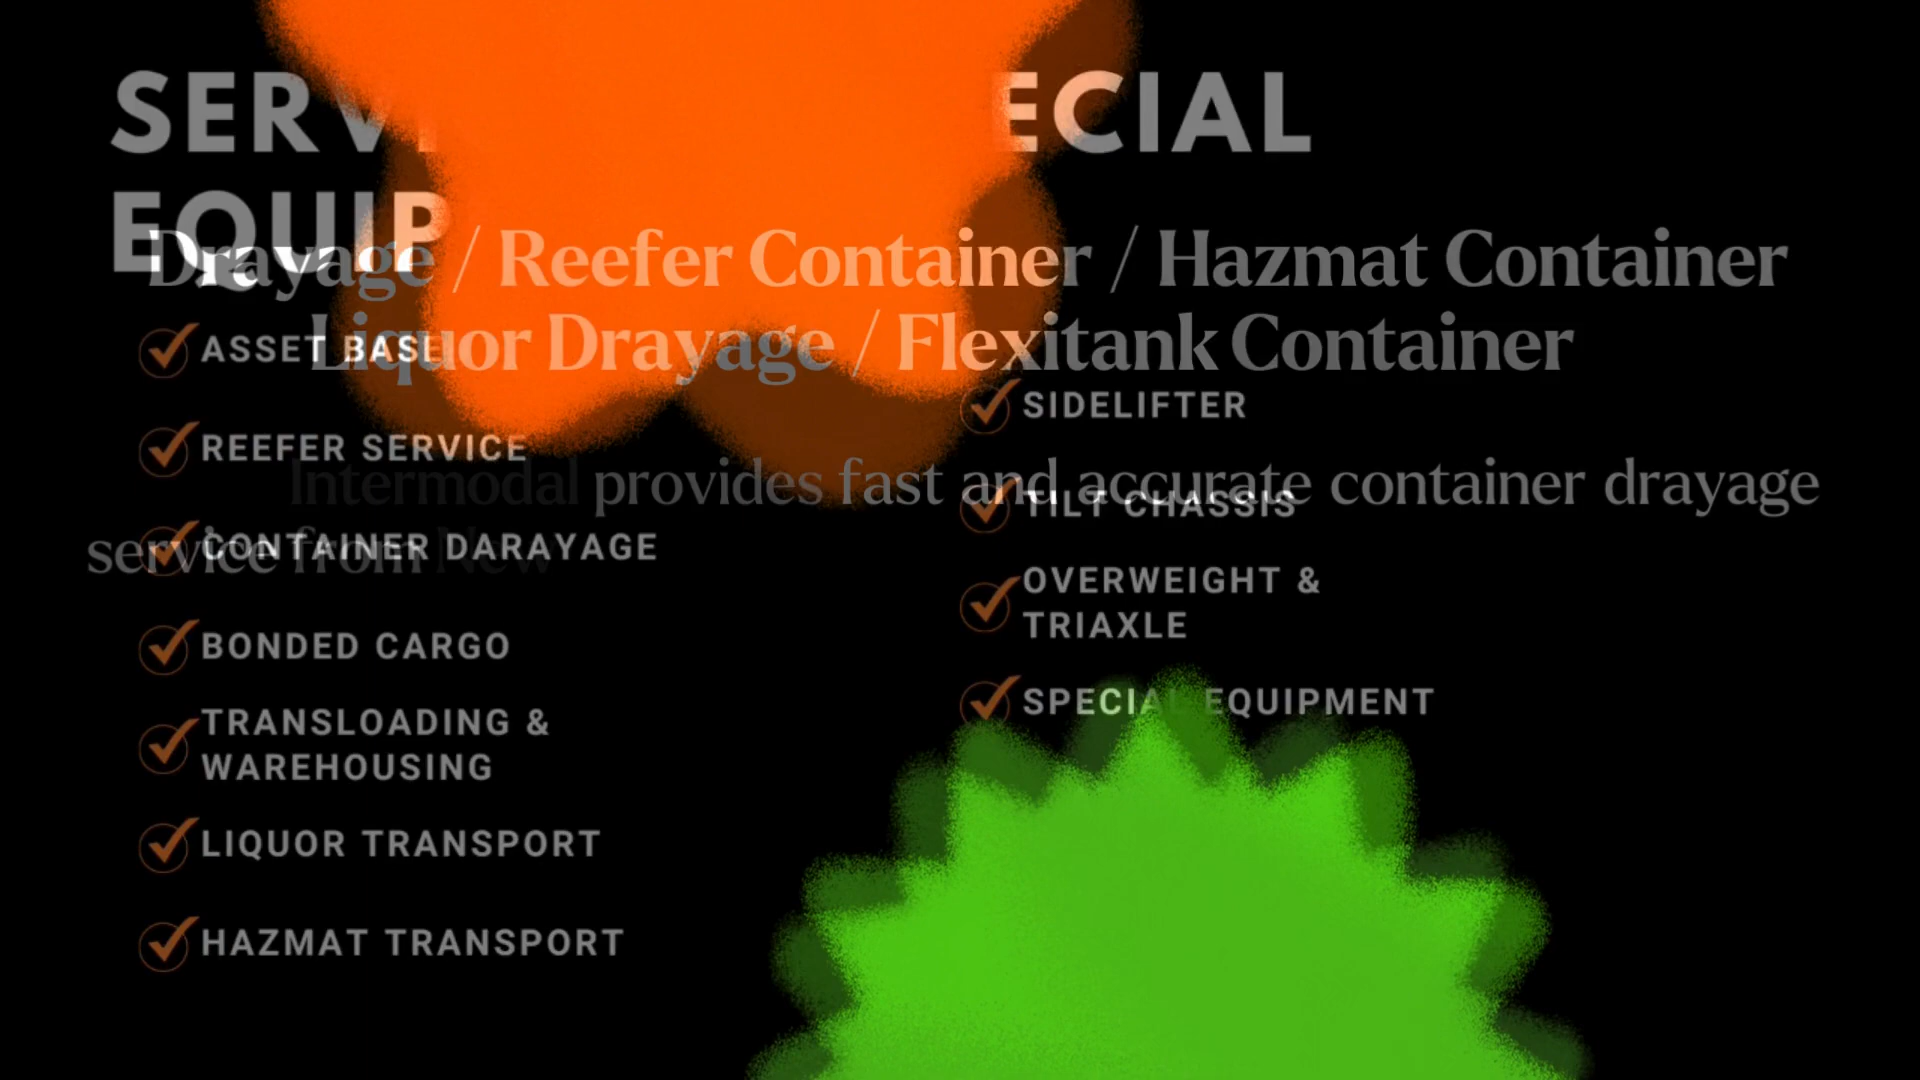 ECIAL
Drayage / Reefer Container / Hazmat Container
Liquor Drayage / Flexitank Container
ASSET BASE
REEFER SERVICE
CONTAINER DARAYAGE
BONDED CARGO
TRANSLOADING &
WAREHOUSING
LIQUOR TRANSPORT
HAZMAT TRANSPORT
SIDELIFTER
TILT CHASSIS
OVERWEIGHT &
TRIAXLE
SPECIAL EQUIPMENT
Intermodal provides fast and accurate container drayage
service from New